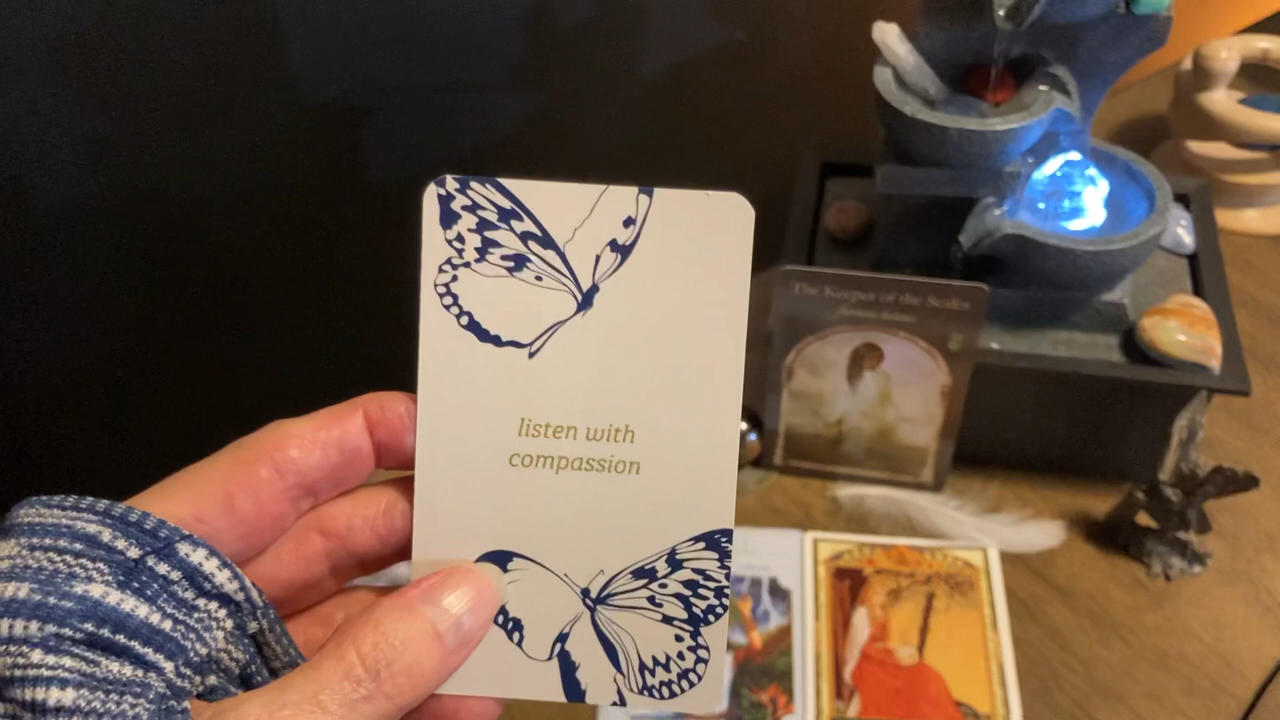 listen with
compassion
The Keeper of the Scales